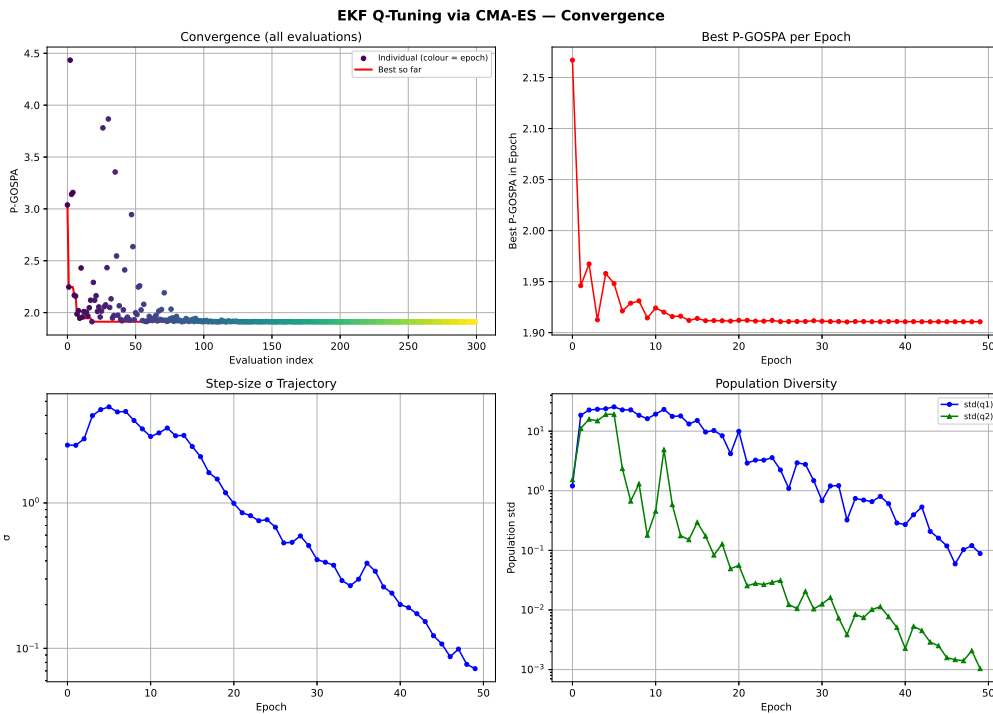 EKF Q-Tuning via CMA-ES — Convergence
Convergence (all evaluations)
P-GOSPA
4.5
4.0
3.5
3.0
2.5
2.0
0 50 100 150 200 250 300
Evaluation index
Individual (colour = epoch)
Best so far
Best P-GOSPA per Epoch
Best P-GOSPA in Epoch
2.15
2.10
2.05
2.00
1.95
1.90
0 10 20 30 40 50
Epoch
Step-size σ Trajectory
σ
10⁰
10⁻¹
0 10 20 30 40 50
Epoch
Population Diversity
Population std
10¹
10⁰
10⁻¹
10⁻²
10⁻³
0 10 20 30 40 50
Epoch
std(q1)
std(q2)